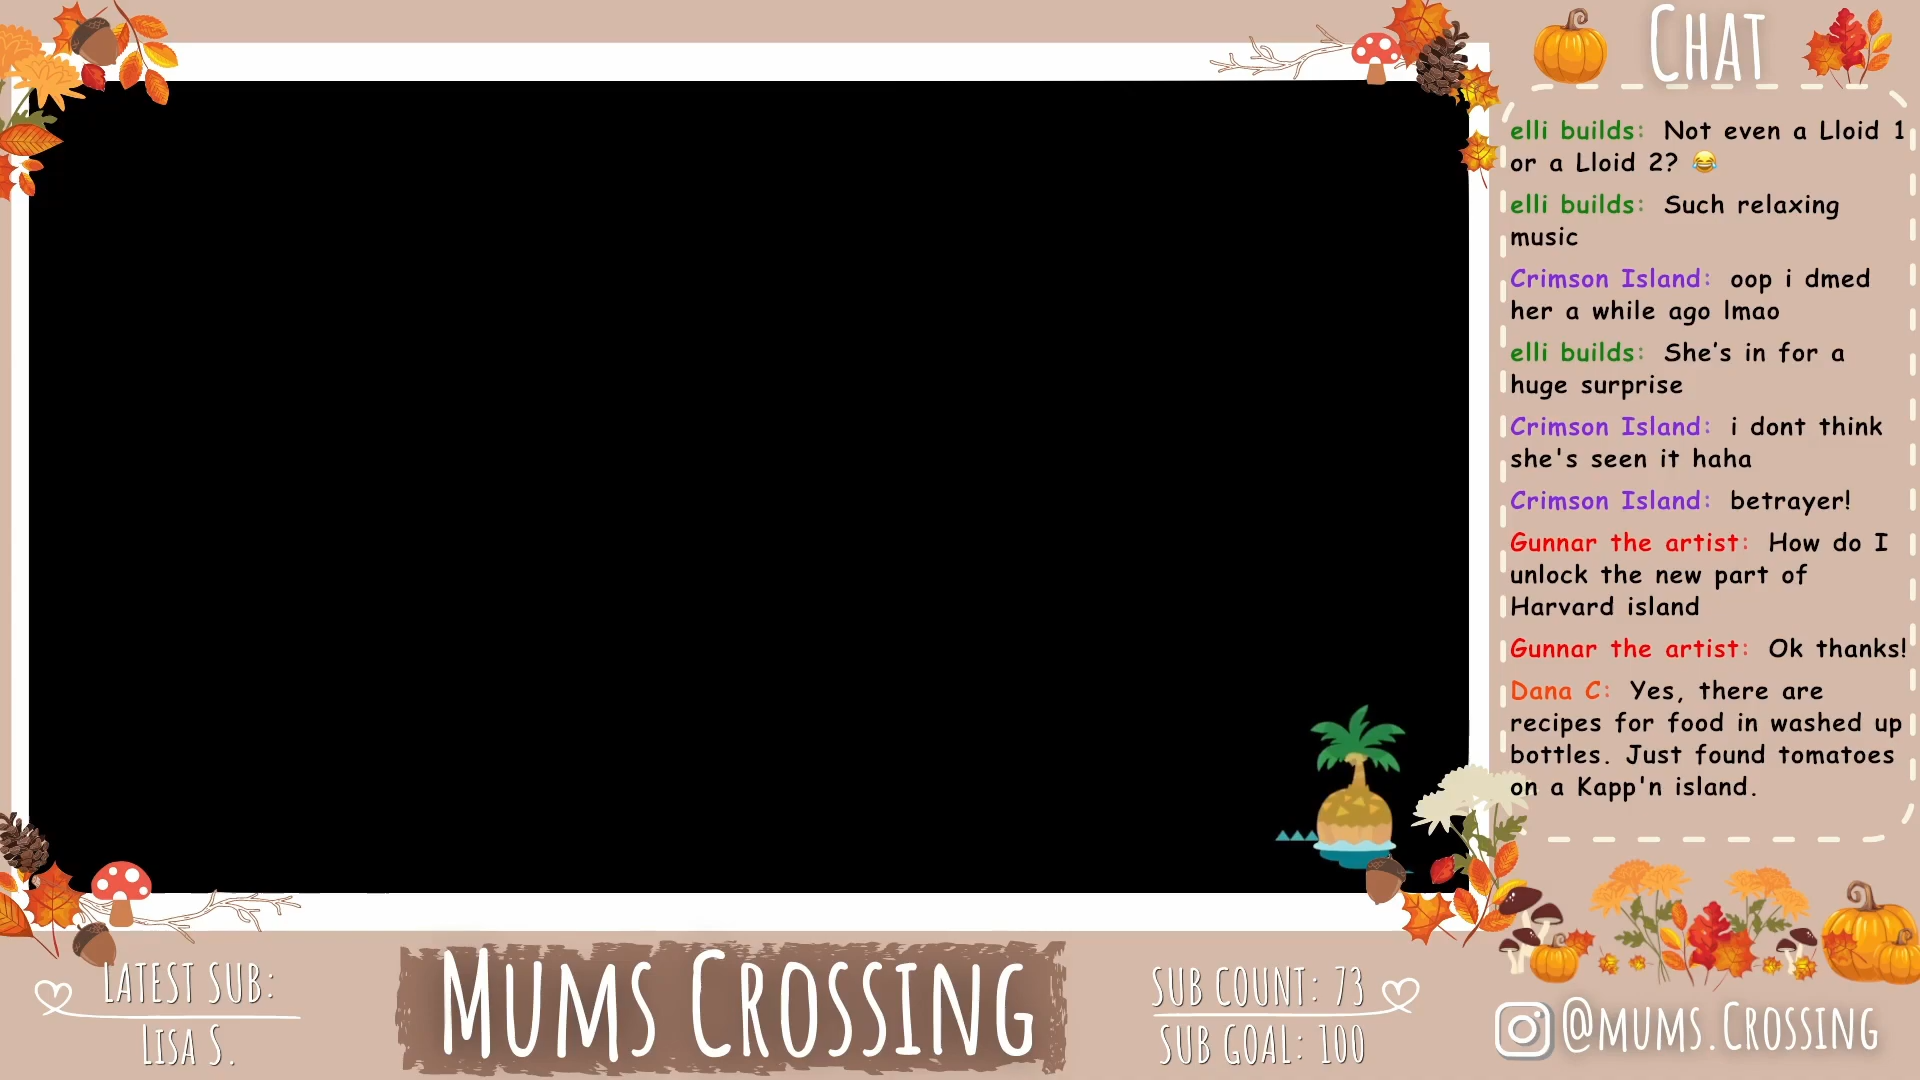 CHAT
elli builds: Not even a Lloid 1
or a Lloid 2? 😂
elli builds: Such relaxing
music
Crimson Island: oop i dmed
her a while ago lmao
elli builds: She’s in for a
huge surprise
Crimson Island: i dont think
she's seen it haha
Crimson Island: betrayer!
Gunnar the artist: How do I
unlock the new part of
Harvard island
Gunnar the artist: Ok thanks!
Dana C: Yes, there are
recipes for food in washed up
bottles. Just found tomatoes
on a Kapp'n island.
LATEST SUB:
LISA S.
MUMS CROSSING
SUB COUNT: 73
SUB GOAL: 100
@MUMS.CROSSING